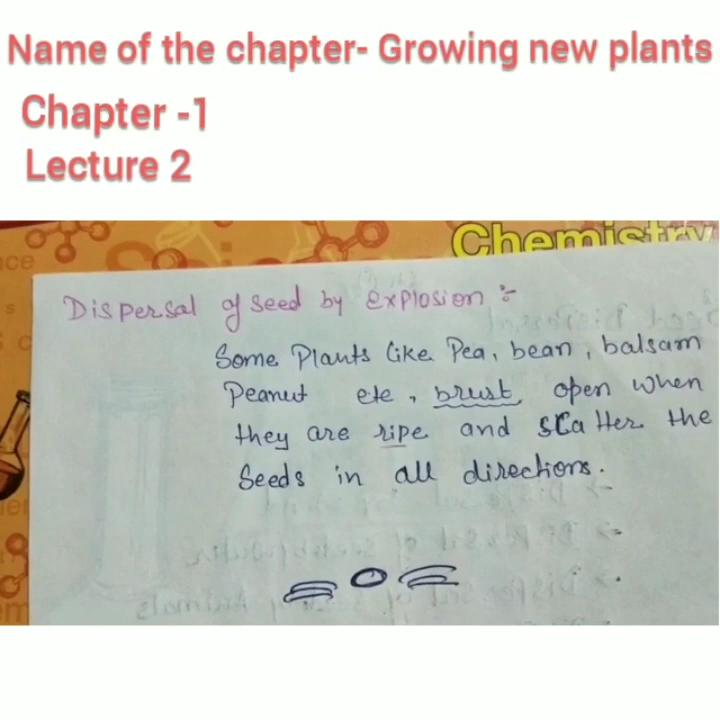 Name of the chapter- Growing new plants
Chapter -1
Lecture 2
Chemistry
Dispersal of seed by Explosion :-
Some Plants like Pea, bean, balsam
Peanut ete, brust open when
they are ripe and scatter the
Seeds in all directions.